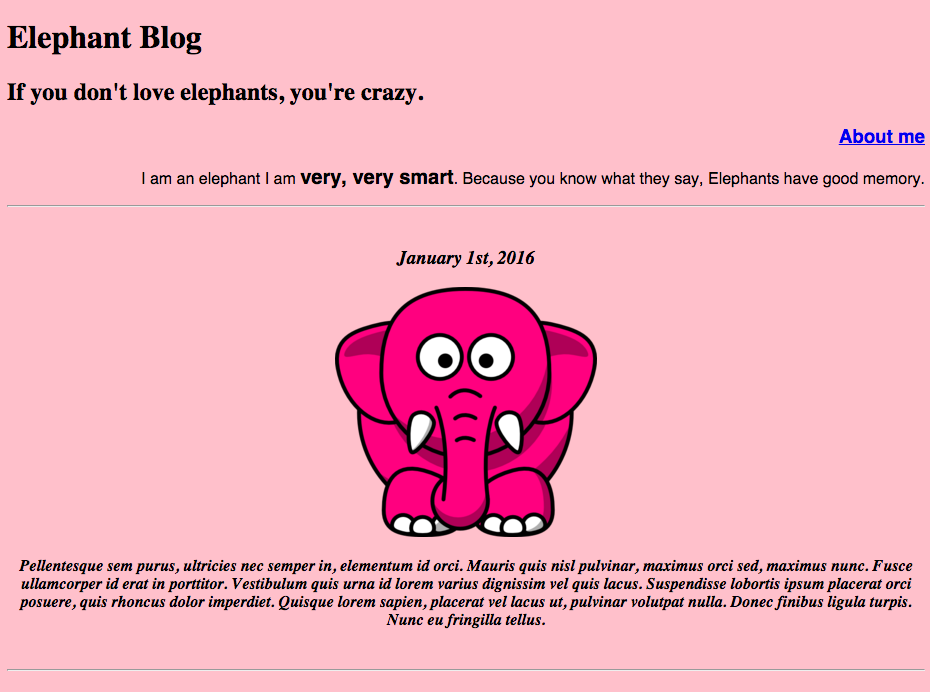 Elephant Blog
If you don't love elephants, you're crazy.
About me
I am an elephant I am very, very smart. Because you know what they say, Elephants have good memory.
January 1st, 2016
Pellentesque sem purus, ultricies nec semper in, elementum id orci. Mauris quis nisl pulvinar, maximus orci sed, maximus nunc. Fusce
ullamcorper id erat in porttitor. Vestibulum quis urna id lorem varius dignissim vel quis lacus. Suspendisse lobortis ipsum placerat orci
posuere, quis rhoncus dolor imperdiet. Quisque lorem sapien, placerat vel lacus ut, pulvinar volutpat nulla. Donec finibus ligula turpis.
Nunc eu fringilla tellus.